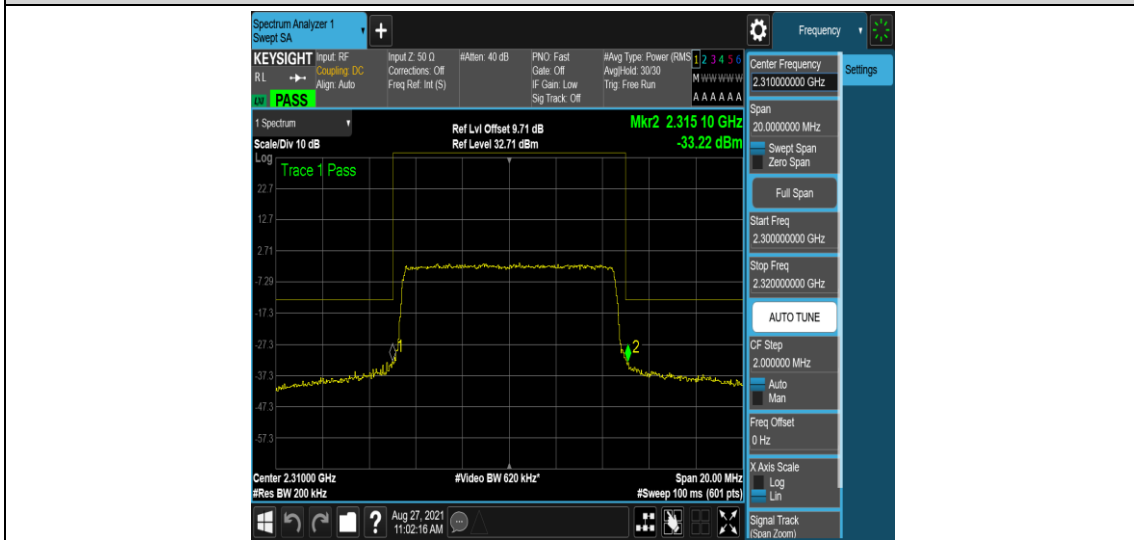 Spectrum Analyzer 1
Swept SA
+
Frequency
KEYSIGHT
RL
LXI
PASS
Input: RF
Coupling: DC
Align: Auto
Input Z: 50 Ω
Corrections: Off
Freq Ref: Int (S)
#Atten: 40 dB
PNO: Fast
Gate: Off
IF Gain: Low
Sig Track: Off
#Avg Type: Power (RMS
Avg|Hold: 30/30
Trig: Free Run
1 2 3 4 5 6
M W W W W W
A A A A A A
1 Spectrum
Scale/Div 10 dB
Ref Lvl Offset 9.71 dB
Ref Level 32.71 dBm
Mkr2 2.315 10 GHz
-33.22 dBm
Log
Trace 1 Pass
22.7
12.7
2.71
-7.29
-17.3
-27.3
-37.3
-47.3
-57.3
1
2
Center 2.31000 GHz
#Res BW 200 kHz
#Video BW 620 kHz*
Span 20.00 MHz
#Sweep 100 ms (601 pts)
Center Frequency
2.310000000 GHz
Settings
Span
20.0000000 MHz
Swept Span
Zero Span
Full Span
Start Freq
2.300000000 GHz
Stop Freq
2.320000000 GHz
AUTO TUNE
CF Step
2.000000 MHz
Auto
Man
Freq Offset
0 Hz
X Axis Scale
Log
Lin
Signal Track
(Span Zoom)
?
Aug 27, 2021
11:02:16 AM